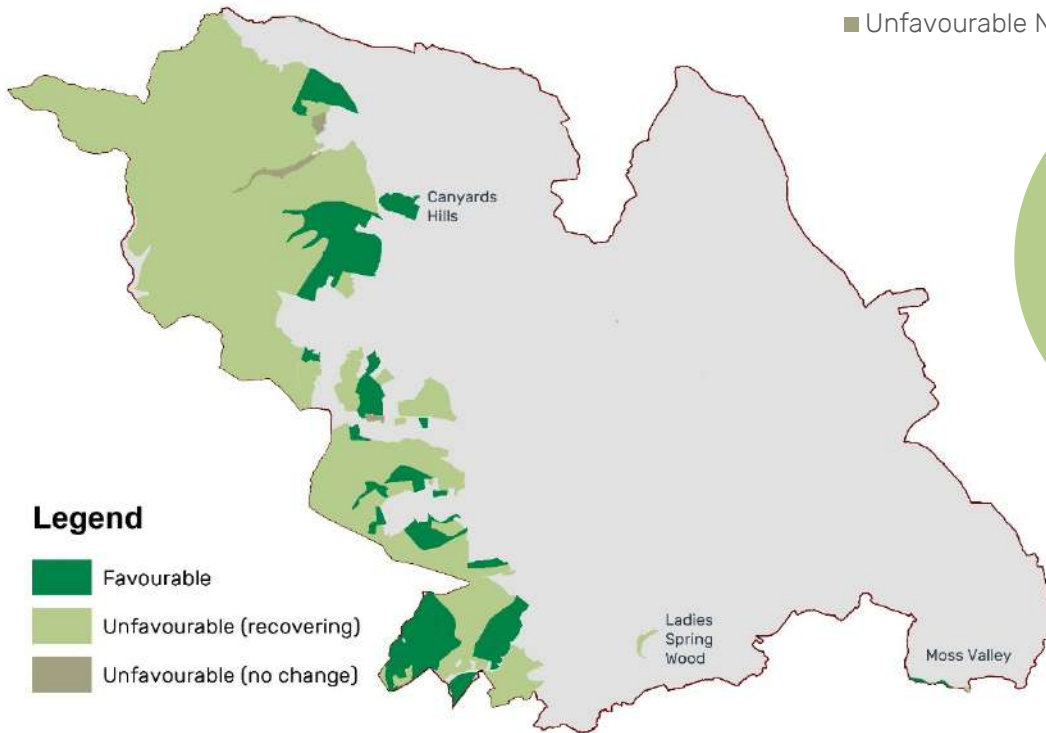 Unfavourable N
Canyards
Hills
Legend
Favourable
Unfavourable (recovering)
Unfavourable (no change)
Ladies
Spring
Wood
Moss Valley